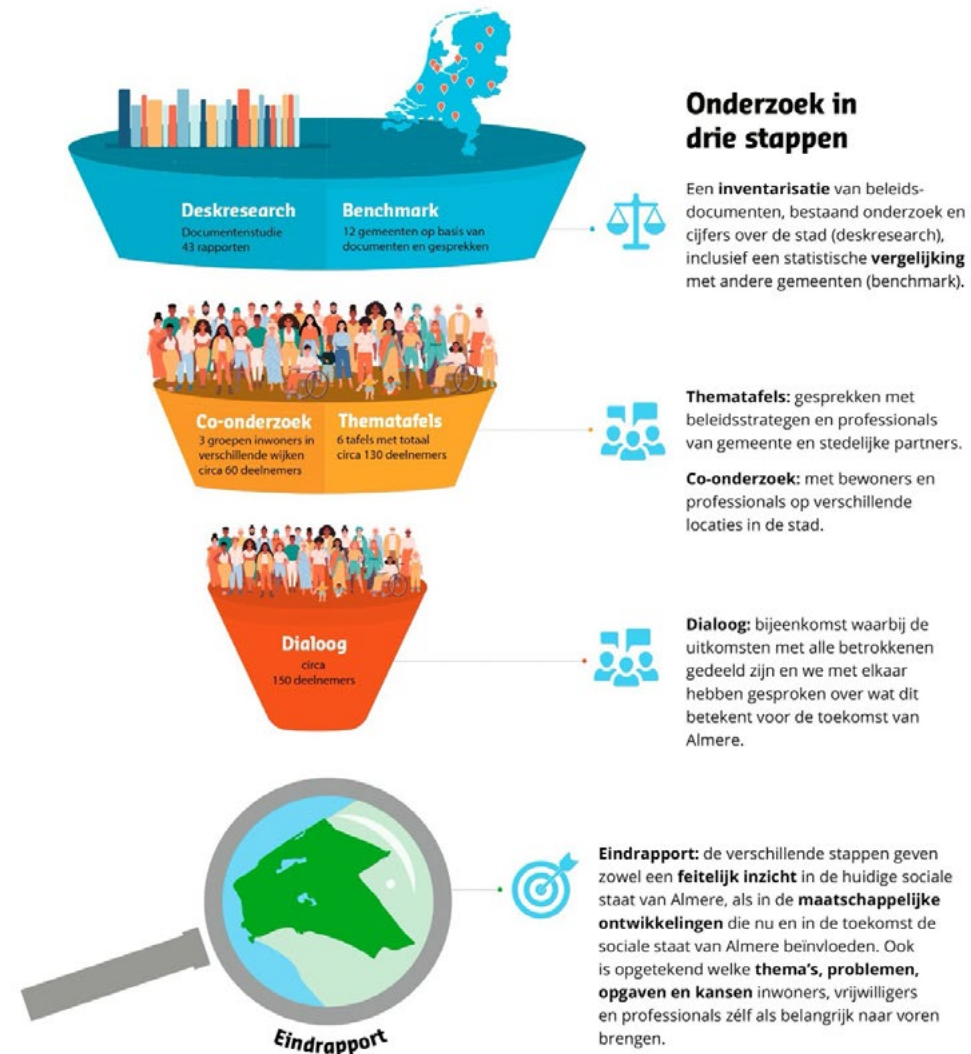 Onderzoek in
drie stappen
Deskresearch
Documentenstudie
43 rapporten
Benchmark
12 gemeenten op basis van
documenten en gesprekken
Een inventarisatie van beleids-
documenten, bestaand onderzoek en
cijfers over de stad (deskresearch),
inclusief een statistische vergelijking
met andere gemeenten (benchmark).
Co-onderzoek
3 groepen inwoners in
verschillende wijken
circa 60 deelnemers
Thematafels
6 tafels met totaal
circa 130 deelnemers
Thematafels: gesprekken met
beleidsstrategen en professionals
van gemeente en stedelijke partners.
Co-onderzoek: met bewoners en
professionals op verschillende
locaties in de stad.
Dialoog
circa
150 deelnemers
Dialoog: bijeenkomst waarbij de
uitkomsten met alle betrokkenen
gedeeld zijn en we met elkaar
hebben gesproken over wat dit
betekent voor de toekomst van
Almere.
Eindrapport
Eindrapport: de verschillende stappen geven
zowel een feitelijk inzicht in de huidige sociale
staat van Almere, als in de maatschappelijke
ontwikkelingen die nu en in de toekomst de
sociale staat van Almere beïnvloeden. Ook
is opgetekend welke thema's, problemen,
opgaven en kansen inwoners, vrijwilligers
en professionals zélf als belangrijk naar voren
brengen.